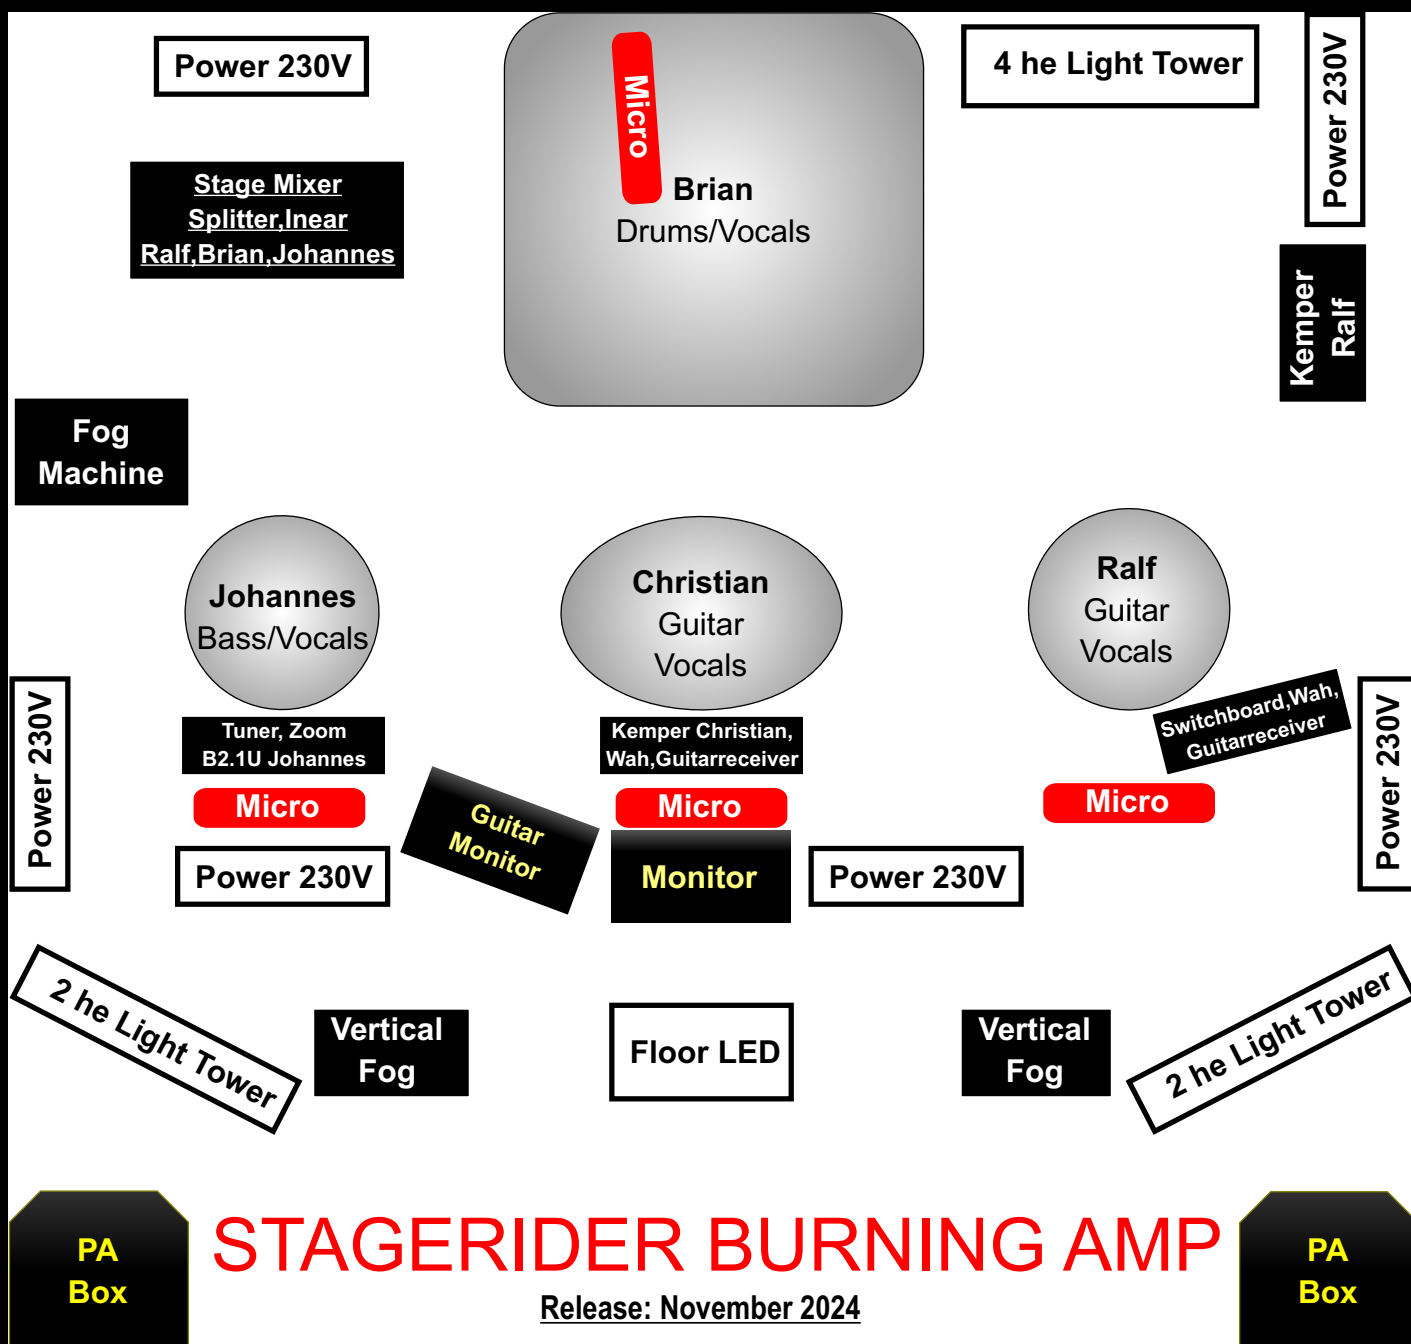 Power 230V
Micro
4 he Light Tower
Power 230V
Stage Mixer
Splitter,Inear
Ralf,Brian,Johannes
Brian
Drums/Vocals
Kemper
Ralf
Fog
Machine
Johannes
Bass/Vocals
Christian
Guitar
Vocals
Ralf
Guitar
Vocals
Power 230V
Tuner, Zoom
B2.1U Johannes
Kemper Christian,
Wah,Guitarreceiver
Switchboard,Wah,
Guitarreceiver
Power 230V
Micro
Guitar
Monitor
Micro
Micro
Power 230V
Monitor
Power 230V
2 he Light Tower
Vertical
Fog
Floor LED
Vertical
Fog
2 he Light Tower
PA
Box
STAGERIDER BURNING AMP
Release: November 2024
PA
Box